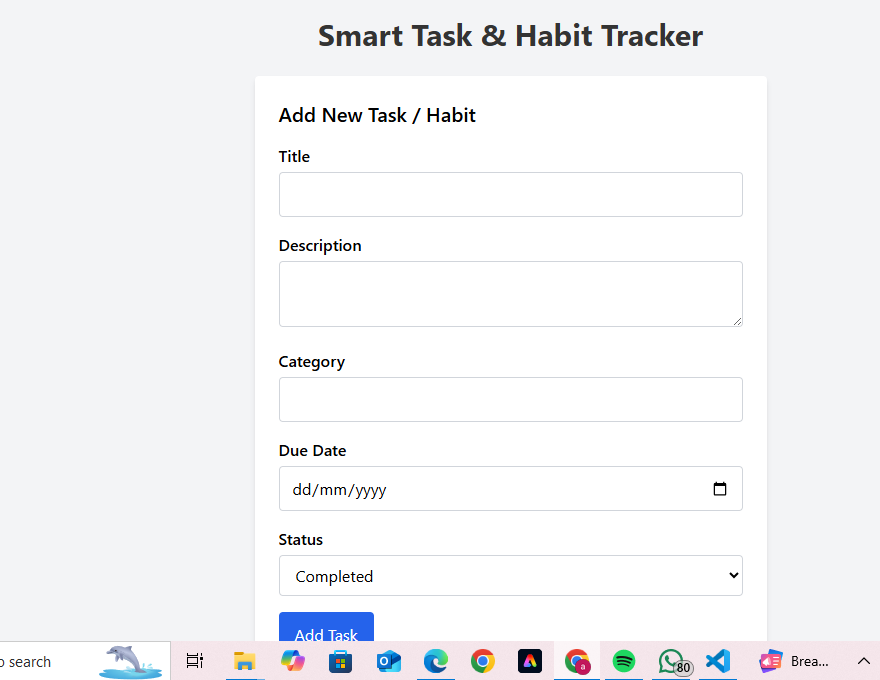 Smart Task & Habit Tracker
Add New Task / Habit
Title
Description
Category
Due Date
dd/mm/yyyy
Status
Completed
Add Task
o search
80
Brea...